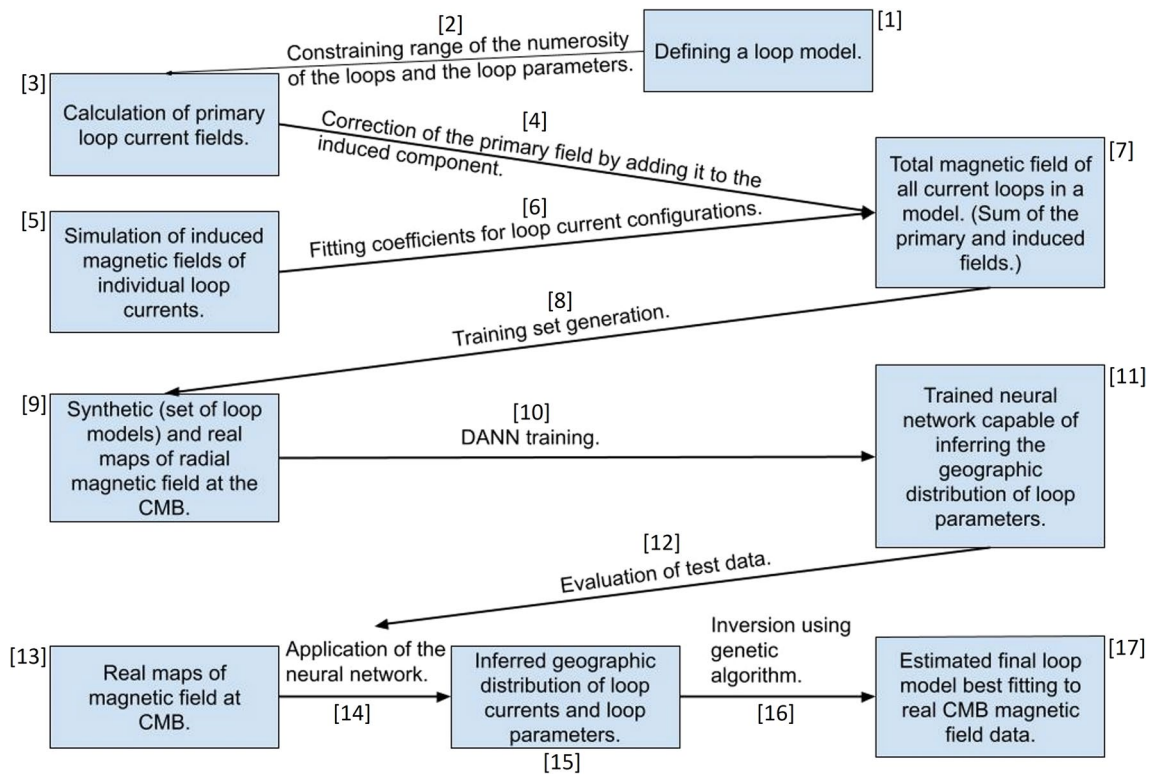 [1]
Defining a loop model.
[2]
Constraining range of the numerosity
of the loops and the loop parameters.
[3]
Calculation of primary
loop current fields.
[4]
Correction of the primary field by adding it to the
induced component.
[5]
Simulation of induced
magnetic fields of
individual loop
currents.
[6]
Fitting coefficients for loop current configurations.
[7]
Total magnetic field of
all current loops in a
model. (Sum of the
primary and induced
fields.)
[8]
Training set generation.
[9]
Synthetic (set of loop
models) and real
maps of radial
magnetic field at the
CMB.
[10]
DANN training.
[11]
Trained neural
network capable of
inferring the
geographic
distribution of loop
parameters.
[12]
Evaluation of test data.
[13]
Real maps of
magnetic field at
CMB.
Application of the
neural network.
[14]
Inferred geographic
distribution of loop
currents and loop
parameters.
[15]
Inversion using
genetic
algorithm.
[16]
[17]
Estimated final loop
model best fitting to
real CMB magnetic
field data.